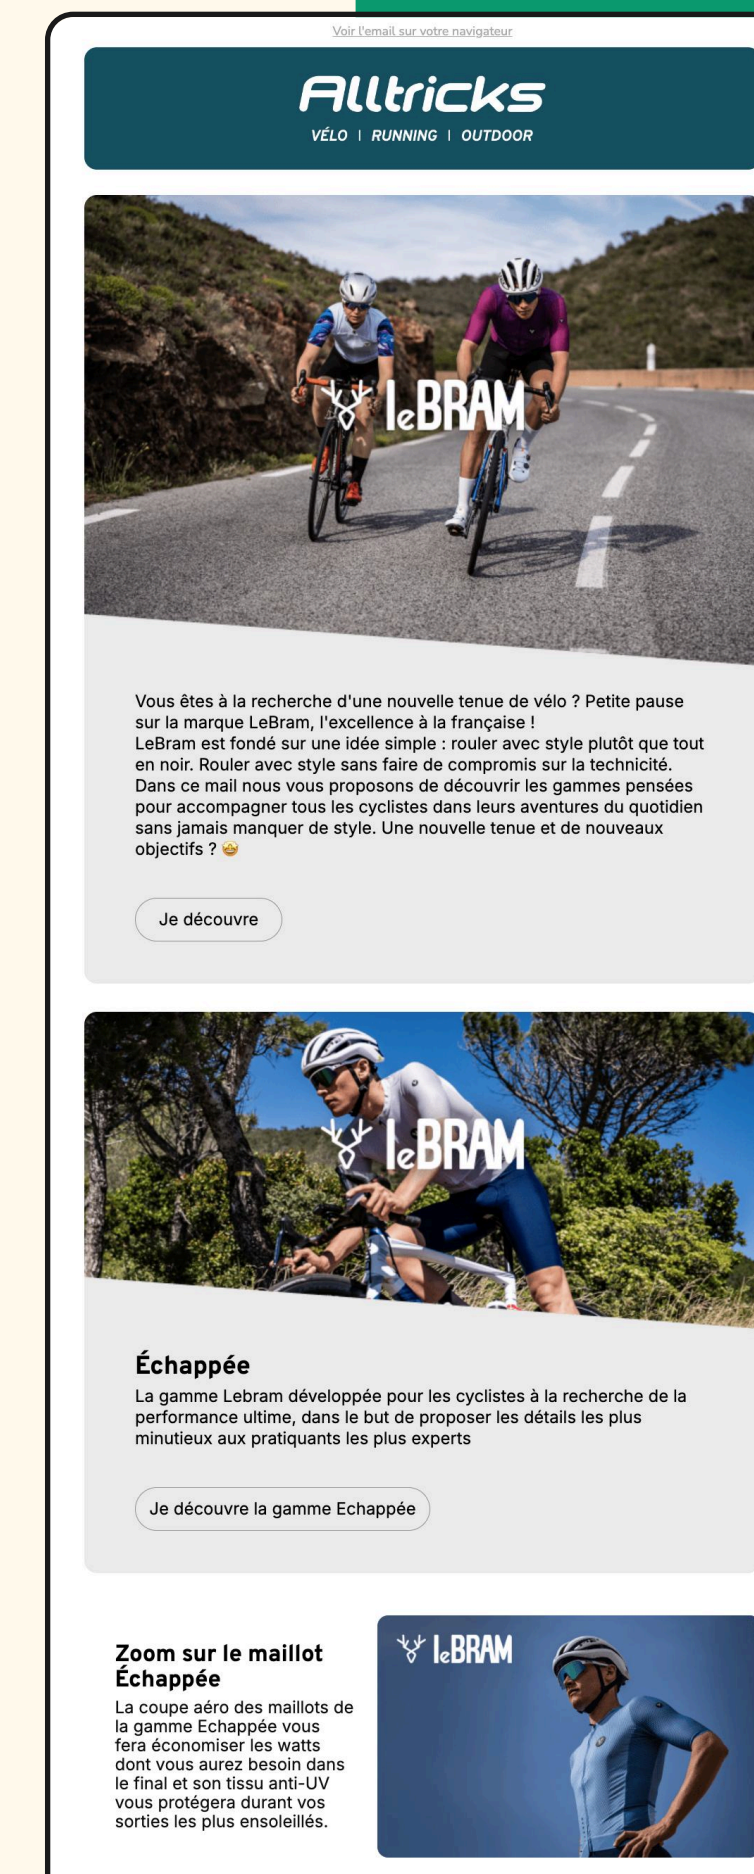 Voir l'email sur votre navigateur
Alltricks
VÉLO | RUNNING | OUTDOOR
leBRAM
Vous êtes à la recherche d'une nouvelle tenue de vélo ? Petite pause
sur la marque LeBram, l'excellence à la française !
LeBram est fondé sur une idée simple : rouler avec style plutôt que tout
en noir. Rouler avec style sans faire de compromis sur la technicité.
Dans ce mail nous vous proposons de découvrir les gammes pensées
pour accompagner tous les cyclistes dans leurs aventures du quotidien
sans jamais manquer de style. Une nouvelle tenue et de nouveaux
objectifs ? 🤩
Je découvre
leBRAM
Échappée
La gamme Lebram développée pour les cyclistes à la recherche de la
performance ultime, dans le but de proposer les détails les plus
minutieux aux pratiquants les plus experts
Je découvre la gamme Echappée
Zoom sur le maillot
Échappée
La coupe aéro des maillots de
la gamme Echappée vous
fera économiser les watts
dont vous aurez besoin dans
le final et son tissu anti-UV
vous protégera durant vos
sorties les plus ensoleillés.
leBRAM